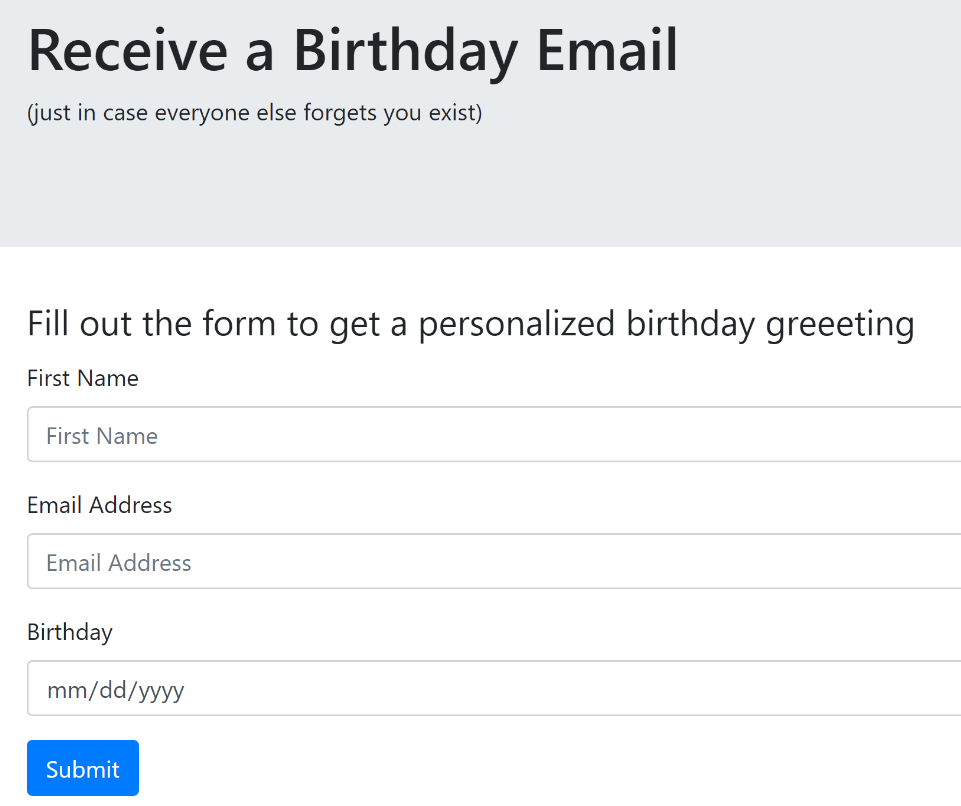 Receive a Birthday Email
(just in case everyone else forgets you exist)
Fill out the form to get a personalized birthday greeeting
First Name
First Name
Email Address
Email Address
Birthday
mm/dd/yyyy
Submit